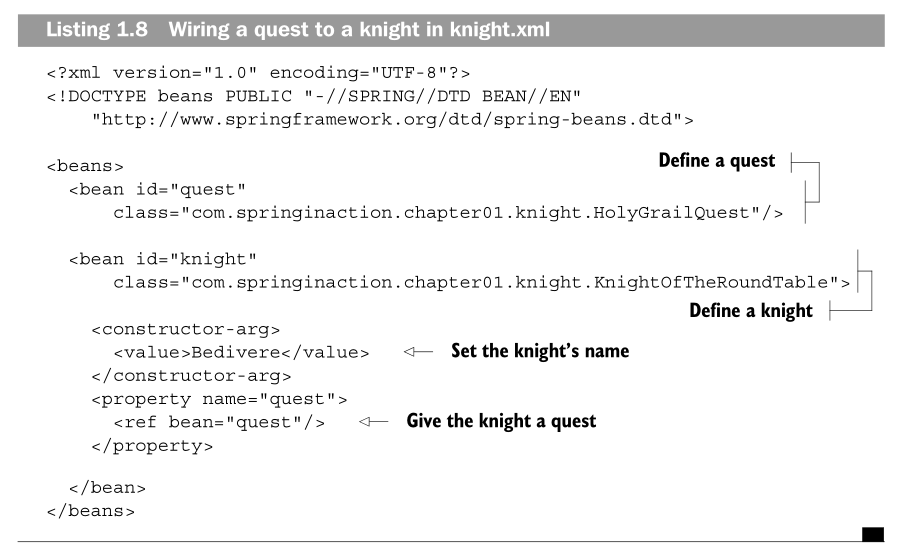 Listing 1.8 Wiring a quest to a knight in knight.xml
<?xml version="1.0" encoding="UTF-8"?>
<!DOCTYPE beans PUBLIC "-//SPRING//DTD BEAN//EN"
"http://www.springframework.org/dtd/spring-beans.dtd">
<beans>
Define a quest
<bean id="quest"
class="com.springinaction.chapter01.knight.HolyGrailQuest"/>
<bean id="knight"
class="com.springinaction.chapter01.knight.KnightOfTheRoundTable">
Define a knight
<constructor-arg>
<value>Bedivere</value> Set the knight's name
</constructor-arg>
<property name="quest">
<ref bean="quest"/> Give the knight a quest
</property>
</bean>
</beans>